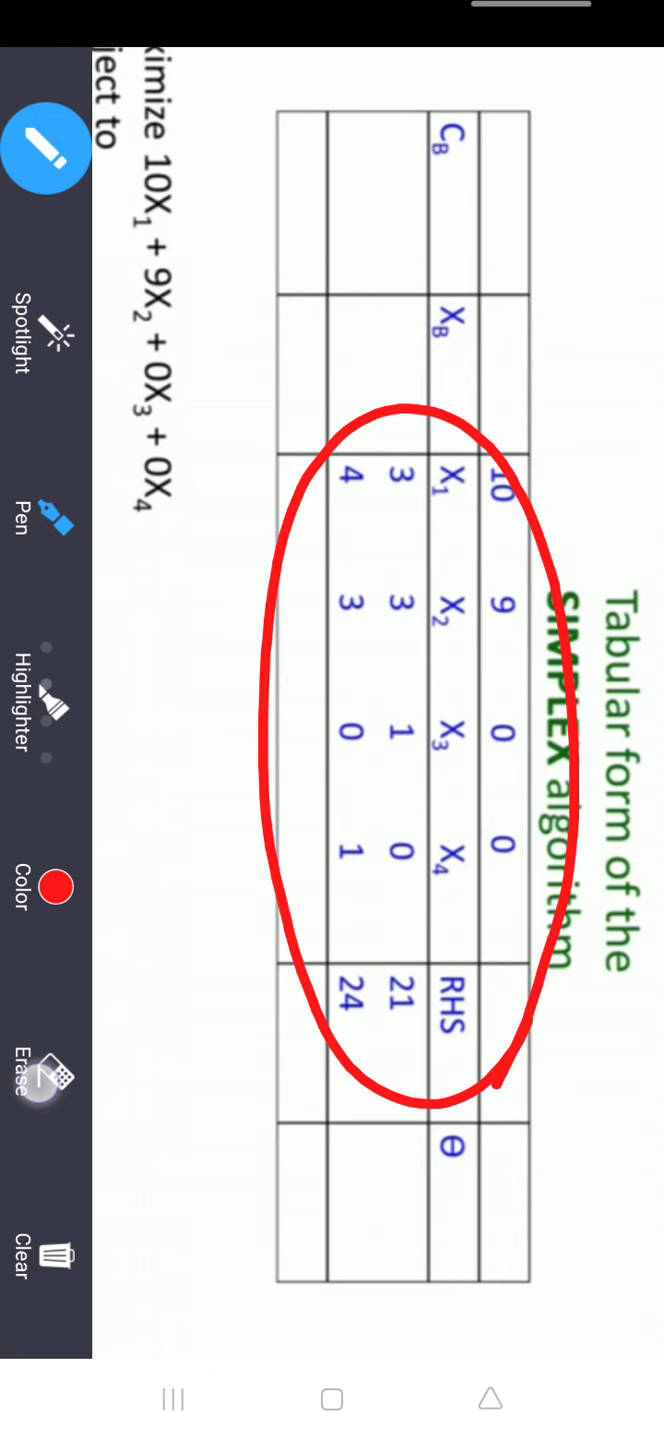 Tabular form of the
SIMPLEX algorithm
10 9 0 0
CB XB X1 X2 X3 X4 RHS Θ
3 3 1 0 21
4 3 0 1 24
ximize 10X1 + 9X2 + 0X3 + 0X4
ject to
Spotlight
Pen
Highlighter
Color
Erase
Clear